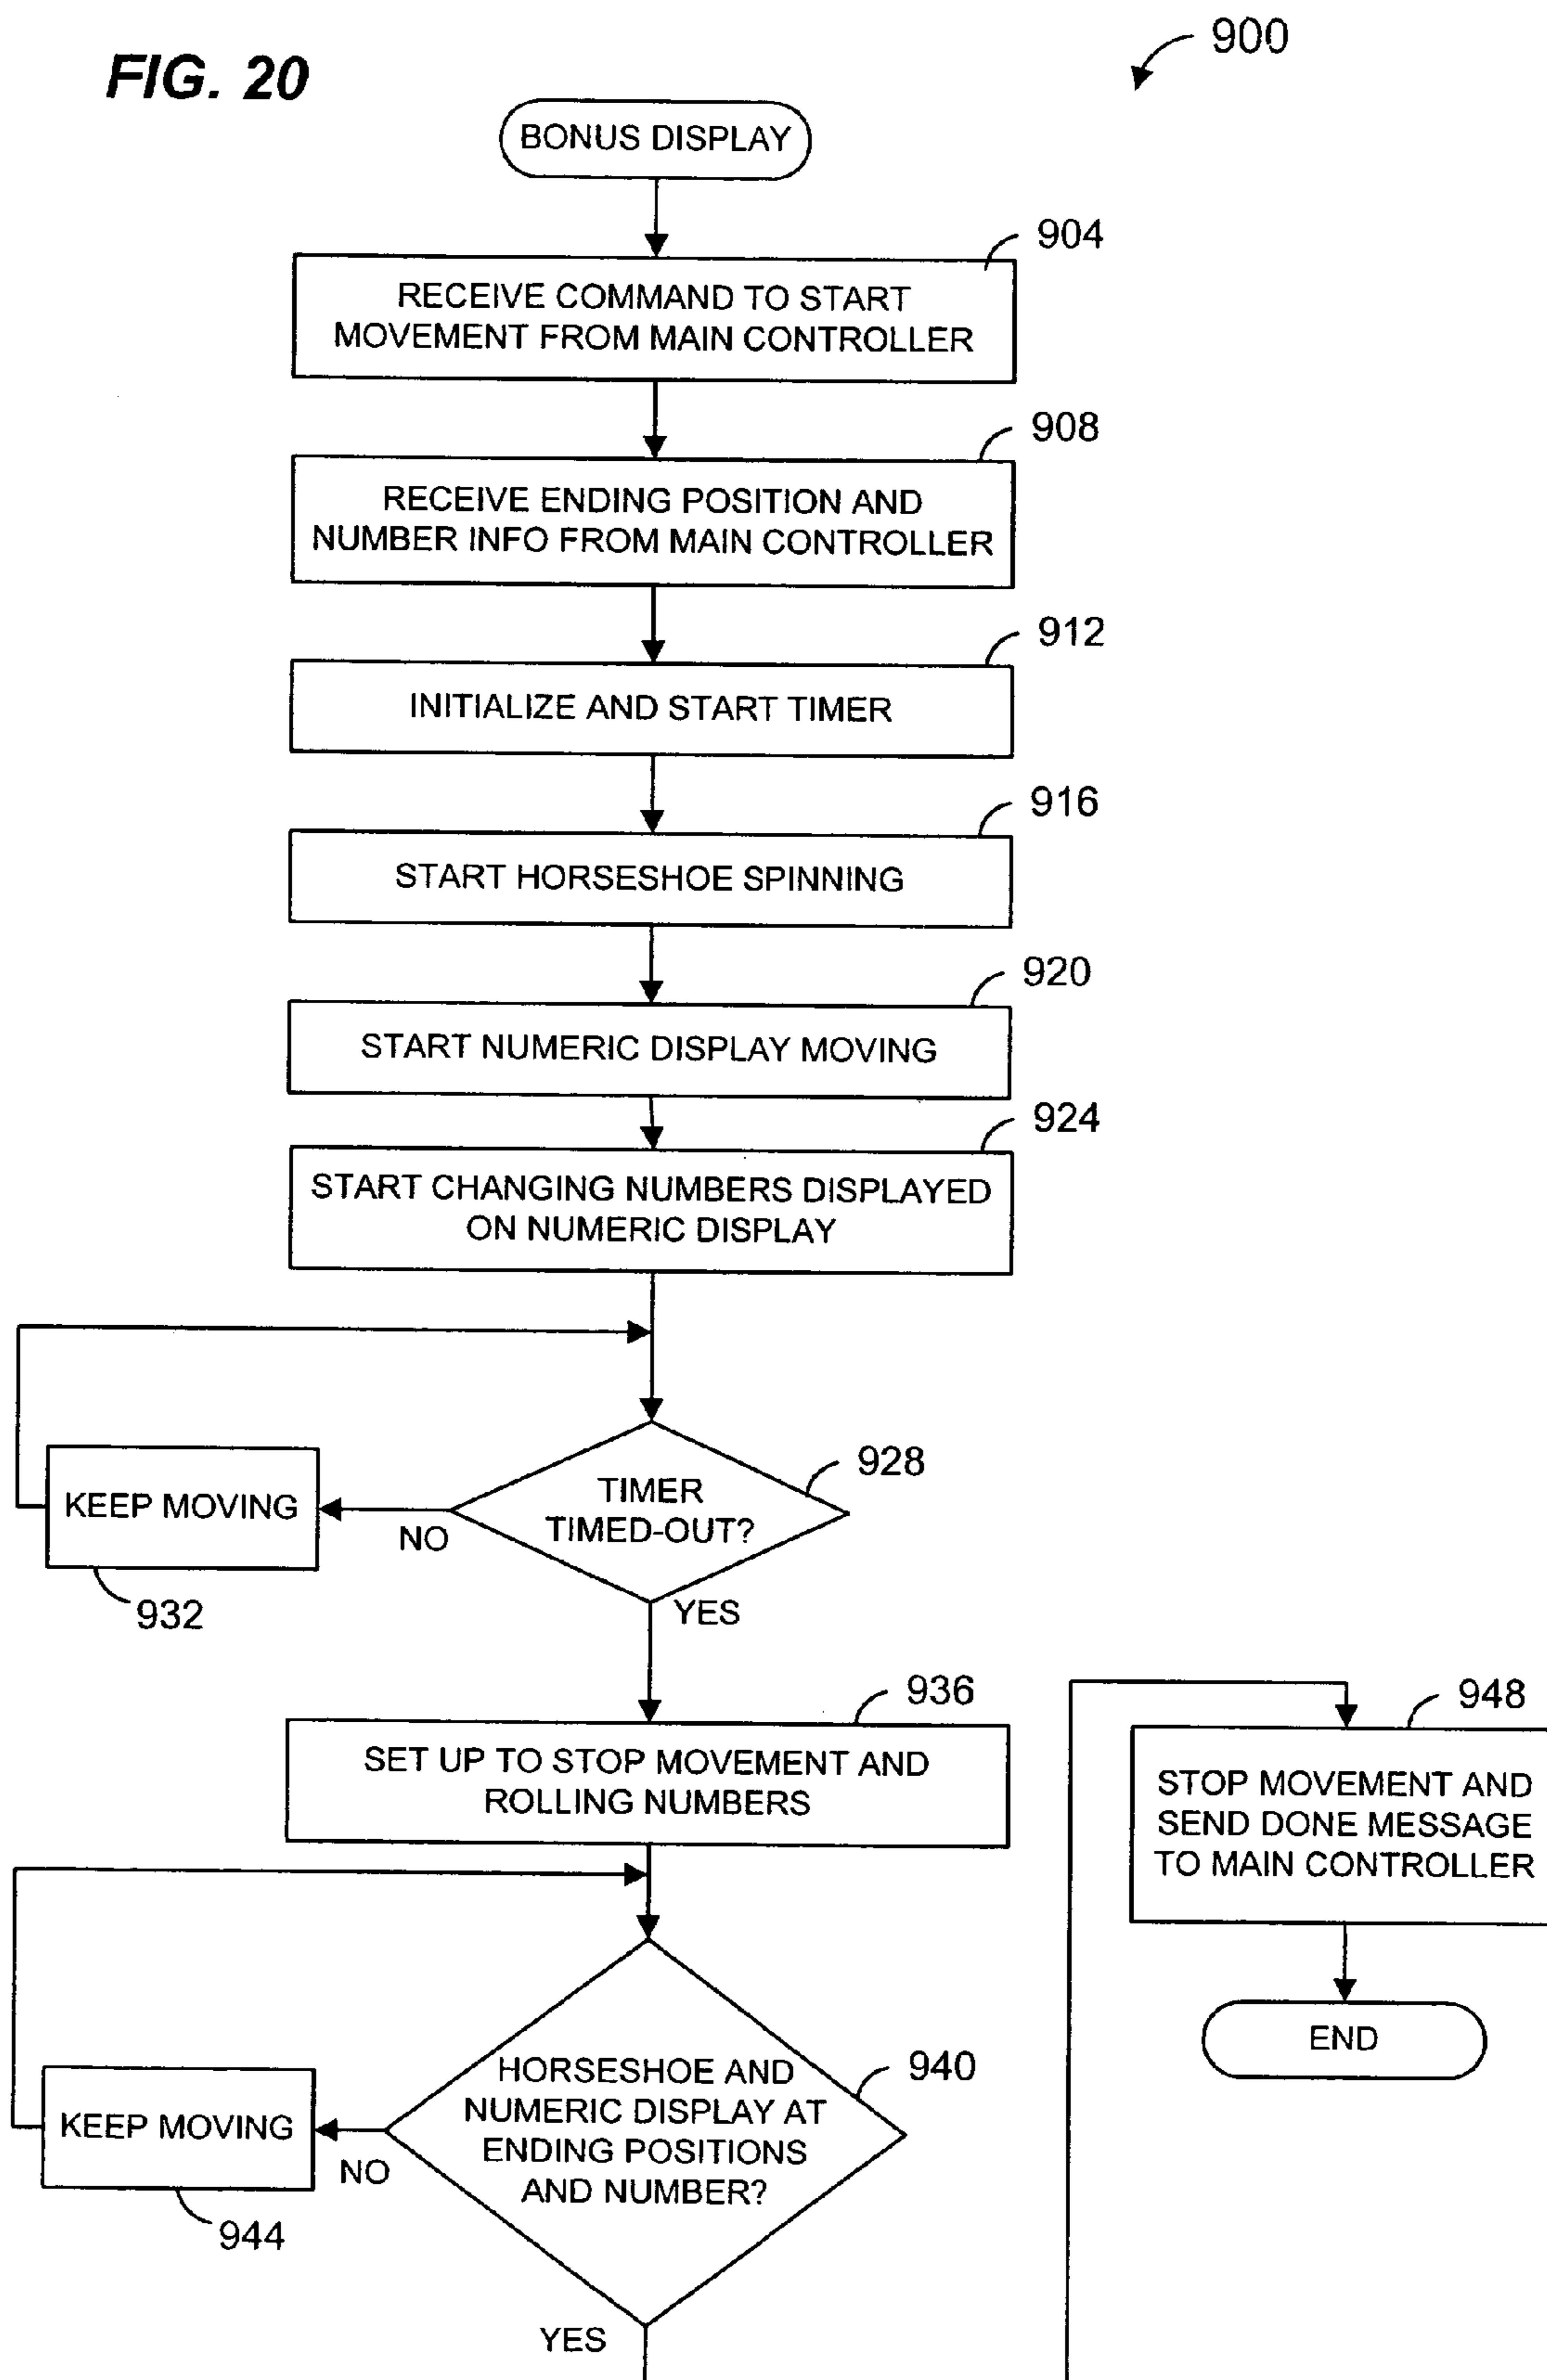 FIG. 20
900
BONUS DISPLAY
904
RECEIVE COMMAND TO START
MOVEMENT FROM MAIN CONTROLLER
908
RECEIVE ENDING POSITION AND
NUMBER INFO FROM MAIN CONTROLLER
912
INITIALIZE AND START TIMER
916
START HORSESHOE SPINNING
920
START NUMERIC DISPLAY MOVING
924
START CHANGING NUMBERS DISPLAYED
ON NUMERIC DISPLAY
928
TIMER
TIMED-OUT?
NO
KEEP MOVING
932
YES
936
SET UP TO STOP MOVEMENT AND
ROLLING NUMBERS
940
HORSESHOE AND
NUMERIC DISPLAY AT
ENDING POSITIONS
AND NUMBER?
NO
KEEP MOVING
944
YES
948
STOP MOVEMENT AND
SEND DONE MESSAGE
TO MAIN CONTROLLER
END